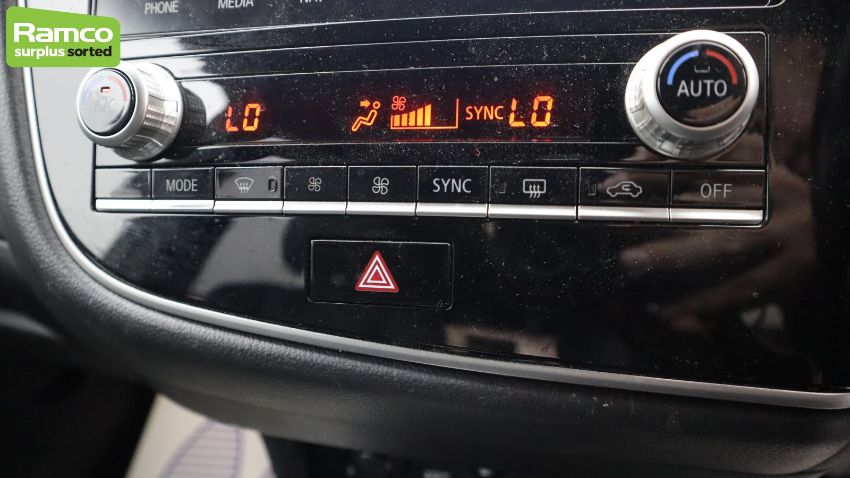 Ramco
surplus sorted
PHONE MEDIA
A/C LO SYNC LO AUTO
MODE SYNC OFF